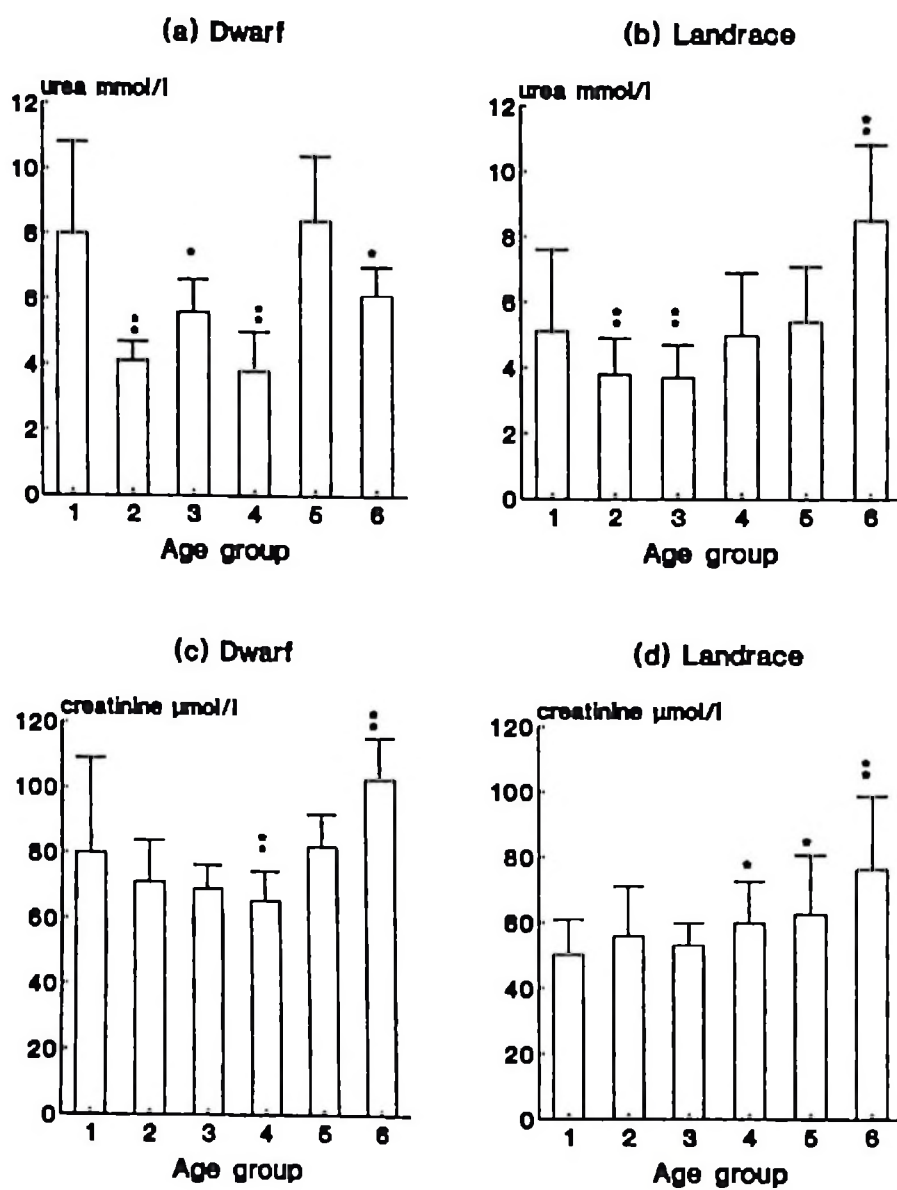 (a) Dwarf
urea mmol/l
12
10
8
6
4
2
0
1 2 3 4 5 6
Age group
(b) Landrace
urea mmol/l
12
10
8
6
4
2
0
1 2 3 4 5 6
Age group
(c) Dwarf
creatinine µmol/l
120
100
80
60
40
20
0
1 2 3 4 5 6
Age group
(d) Landrace
creatinine µmol/l
120
100
80
60
40
20
0
1 2 3 4 5 6
Age group